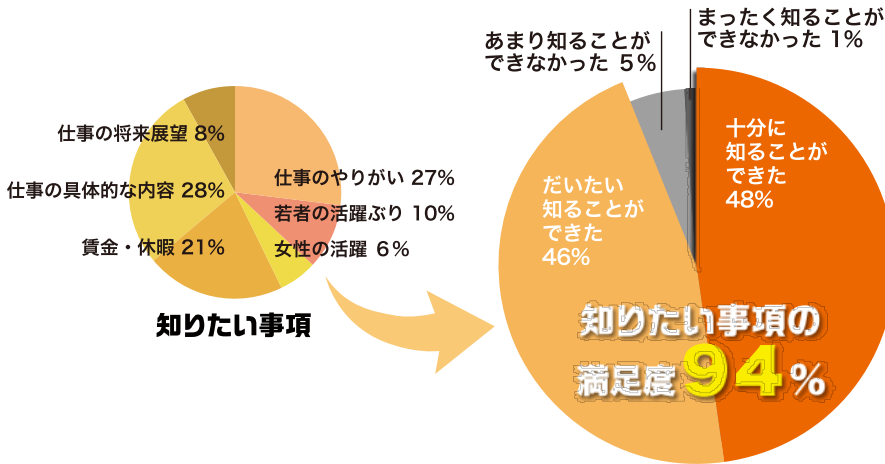 仕事の将来展望 8%
仕事の具体的な内容 28%
賃金・休暇 21%
仕事のやりがい 27%
若者の活躍ぶり 10%
女性の活躍 6%
知りたい事項
あまり知ることが
できなかった 5%
まったく知ることが
できなかった 1%
十分に
知ることが
できた
48%
だいたい
知ることが
できた
46%
知りたい事項の
満足度94%